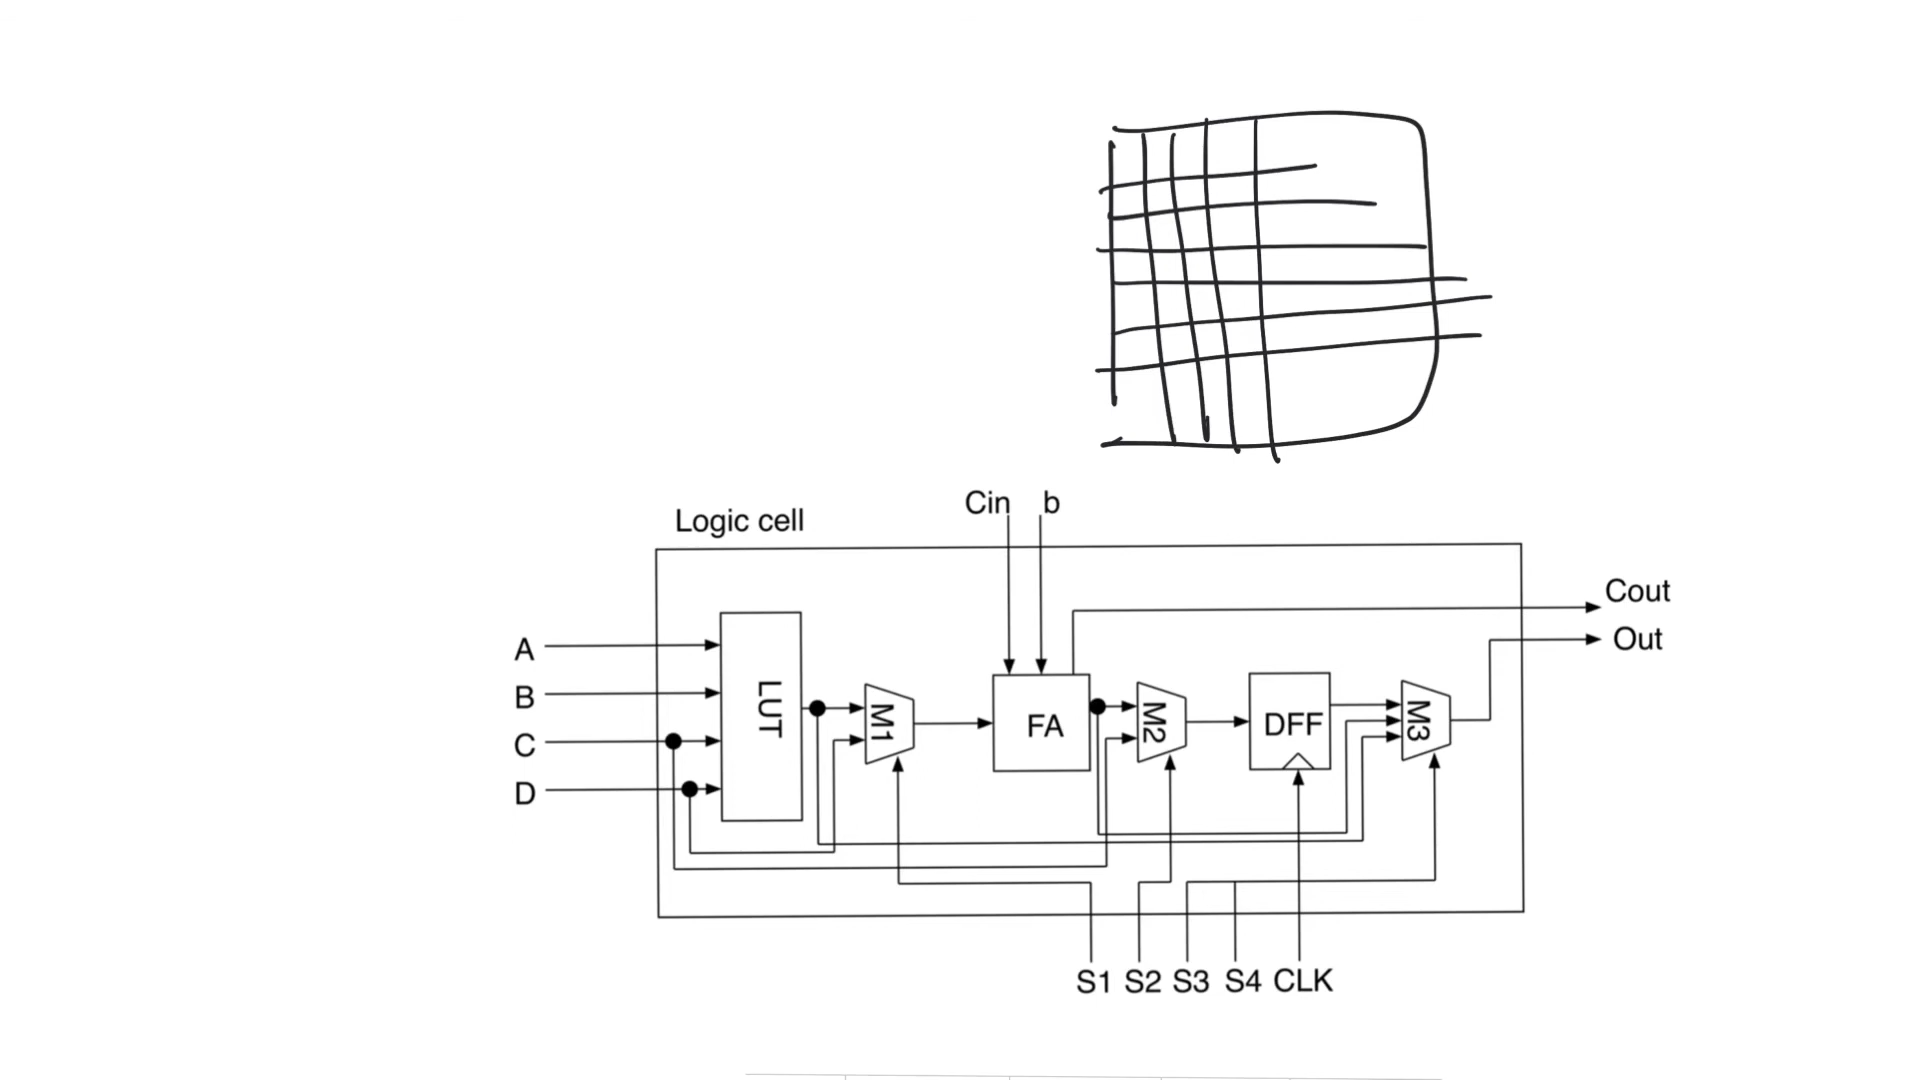 Cin b
Logic cell
Cout
Out
A
B
C
D
LUT
M1
FA
M2
DFF
M3
S1 S2 S3 S4 CLK